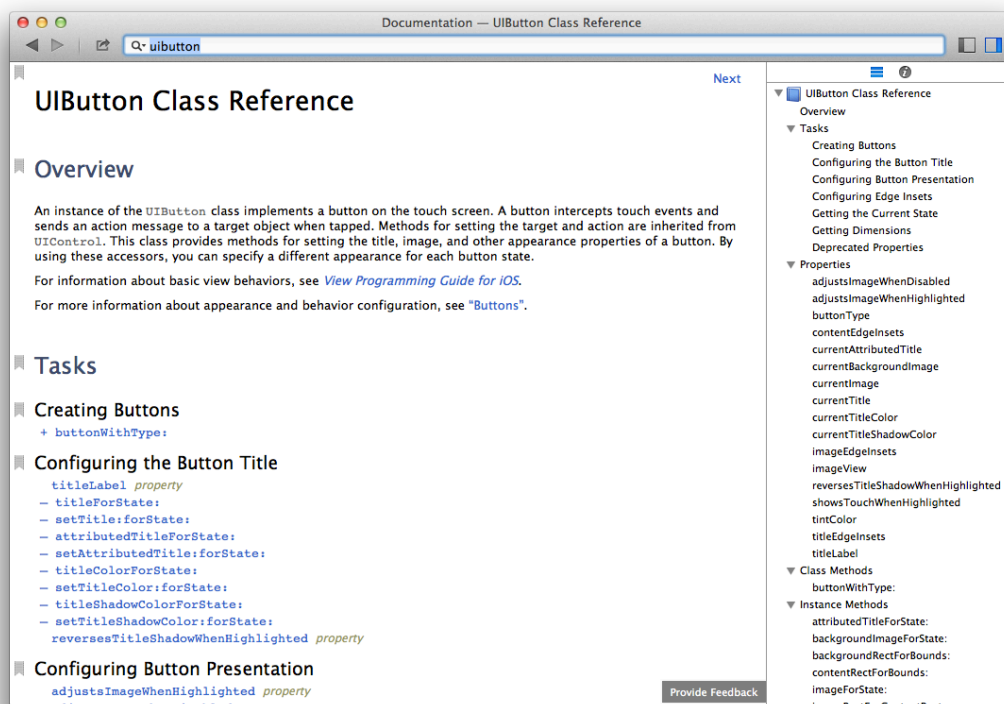 Documentation — UIButton Class Reference
uibutton
Next
UIButton Class Reference
Overview
An instance of the UIButton class implements a button on the touch screen. A button intercepts touch events and
sends an action message to a target object when tapped. Methods for setting the target and action are inherited from
UIControl. This class provides methods for setting the title, image, and other appearance properties of a button. By
using these accessors, you can specify a different appearance for each button state.
For information about basic view behaviors, see View Programming Guide for iOS.
For more information about appearance and behavior configuration, see “Buttons”.
Tasks
Creating Buttons
+ buttonWithType:
Configuring the Button Title
titleLabel property
– titleForState:
– setTitle:forState:
– attributedTitleForState:
– setAttributedTitle:forState:
– titleColorForState:
– setTitleColor:forState:
– titleShadowColorForState:
– setTitleShadowColor:forState:
reversesTitleShadowWhenHighlighted property
Configuring Button Presentation
adjustsImageWhenHighlighted property
Provide Feedback
UIButton Class Reference
Overview
Tasks
Creating Buttons
Configuring the Button Title
Configuring Button Presentation
Configuring Edge Insets
Getting the Current State
Getting Dimensions
Deprecated Properties
Properties
adjustsImageWhenDisabled
adjustsImageWhenHighlighted
buttonType
contentEdgeInsets
currentAttributedTitle
currentBackgroundImage
currentImage
currentTitle
currentTitleColor
currentTitleShadowColor
imageEdgeInsets
imageView
reversesTitleShadowWhenHighlighted
showsTouchWhenHighlighted
tintColor
titleEdgeInsets
titleLabel
Class Methods
buttonWithType:
Instance Methods
attributedTitleForState:
backgroundImageForState:
backgroundRectForBounds:
contentRectForBounds:
imageForState: